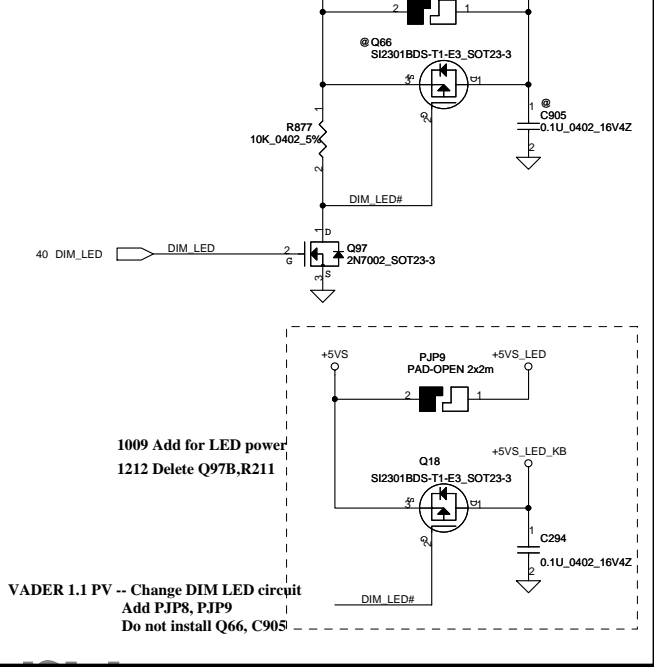 2 1
@ Q66
SI2301BDS-T1-E3_SOT23-3
3 S D 1
G 2
1
@
C905
0.1U_0402_16V4Z
2
1
R877
10K_0402_5%
2
DIM_LED#
1 D
40 DIM_LED DIM_LED 2 G
Q97
2N7002_SOT23-3
3 S
+5VS PJP9 +5VS_LED
PAD-OPEN 2x2m
2 1
1009 Add for LED power
1212 Delete Q97B,R211
Q18 +5VS_LED_KB
SI2301BDS-T1-E3_SOT23-3
3 S D 1
G 2
1
C294
0.1U_0402_16V4Z
2
VADER 1.1 PV -- Change DIM LED circuit
Add PJP8, PJP9
Do not install Q66, C905
DIM_LED#